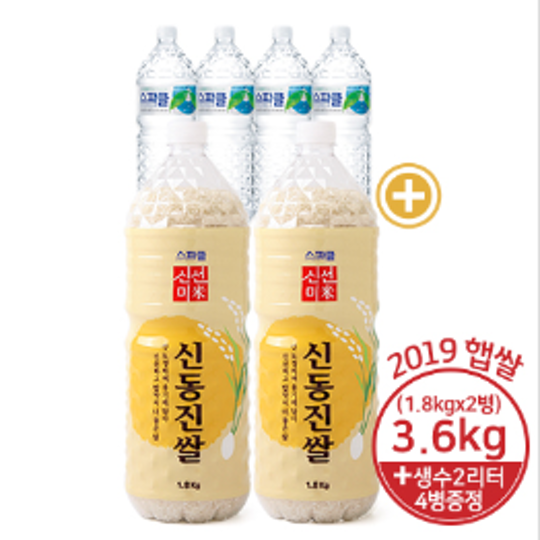 스파클 스파클 스파클 스파클
스파클
신선
미米
신동진쌀
1.8Kg
스파클
신선
미米
신동진쌀
1.8Kg
2019 햅쌀
(1.8kgx2병)
3.6kg
+생수2리터
4병증정